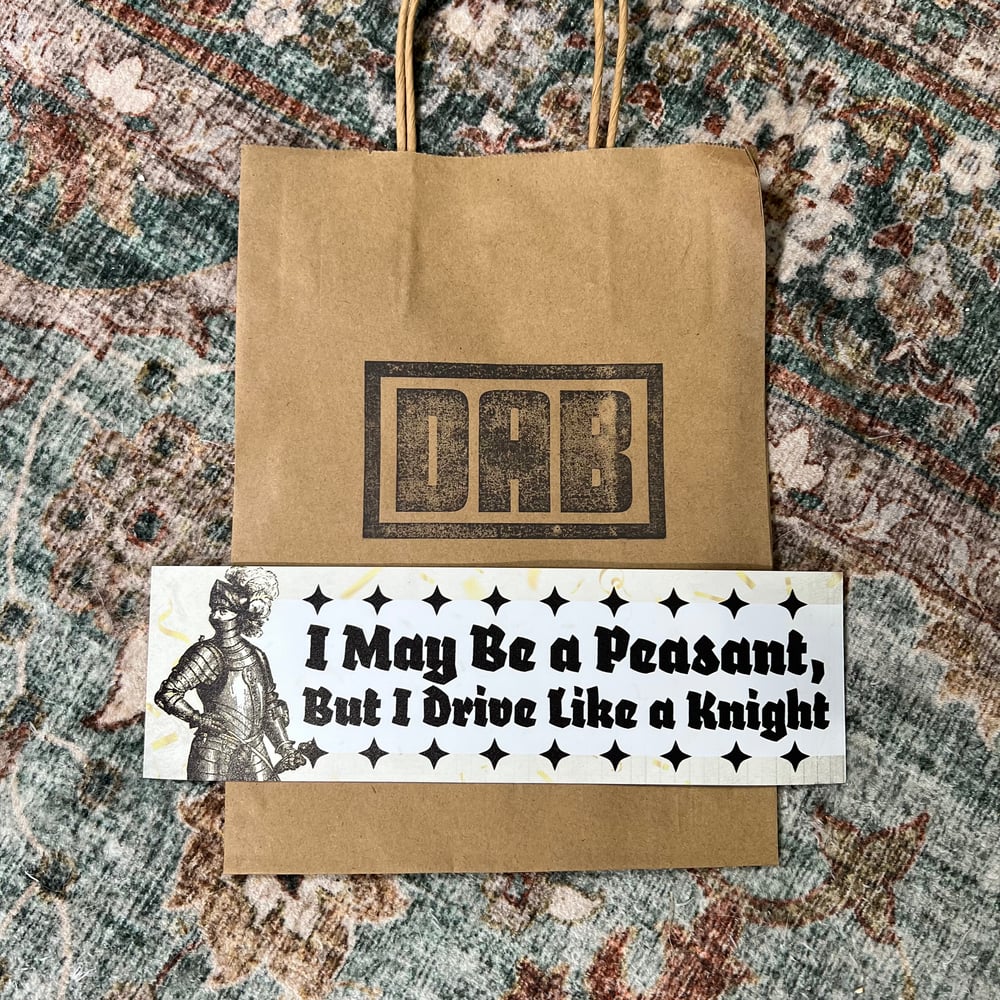 DAB
I May Be a Peasant,
But I Drive Like a Knight